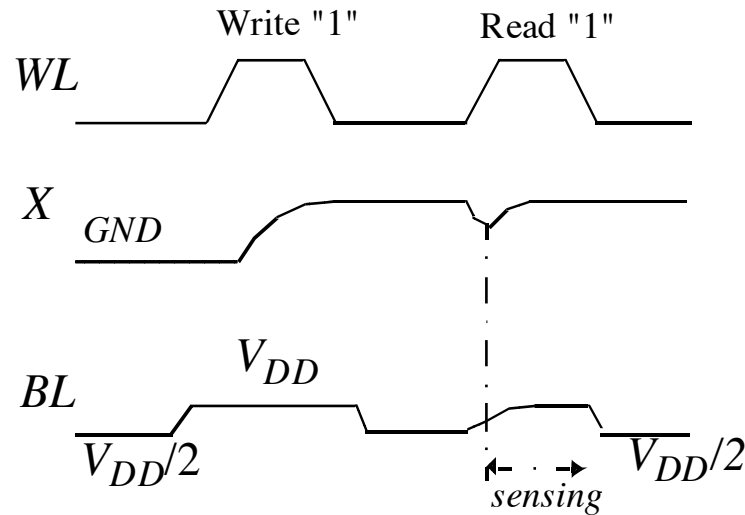 Write "1" Read "1"
WL
X
GND
V_DD
BL
V_DD/2 V_DD/2
sensing